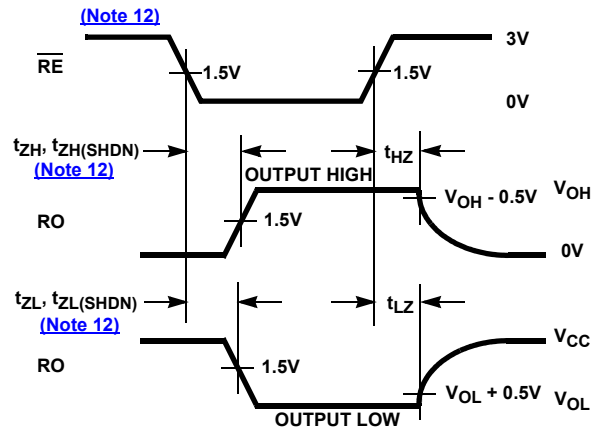 (Note 12)
3V
RE
1.5V
1.5V
0V
tZH, tZH(SHDN)
(Note 12)
tHZ
OUTPUT HIGH
VOH - 0.5V
VOH
1.5V
RO
0V
tZL, tZL(SHDN)
(Note 12)
tLZ
VCC
1.5V
RO
VOL + 0.5V
VOL
OUTPUT LOW